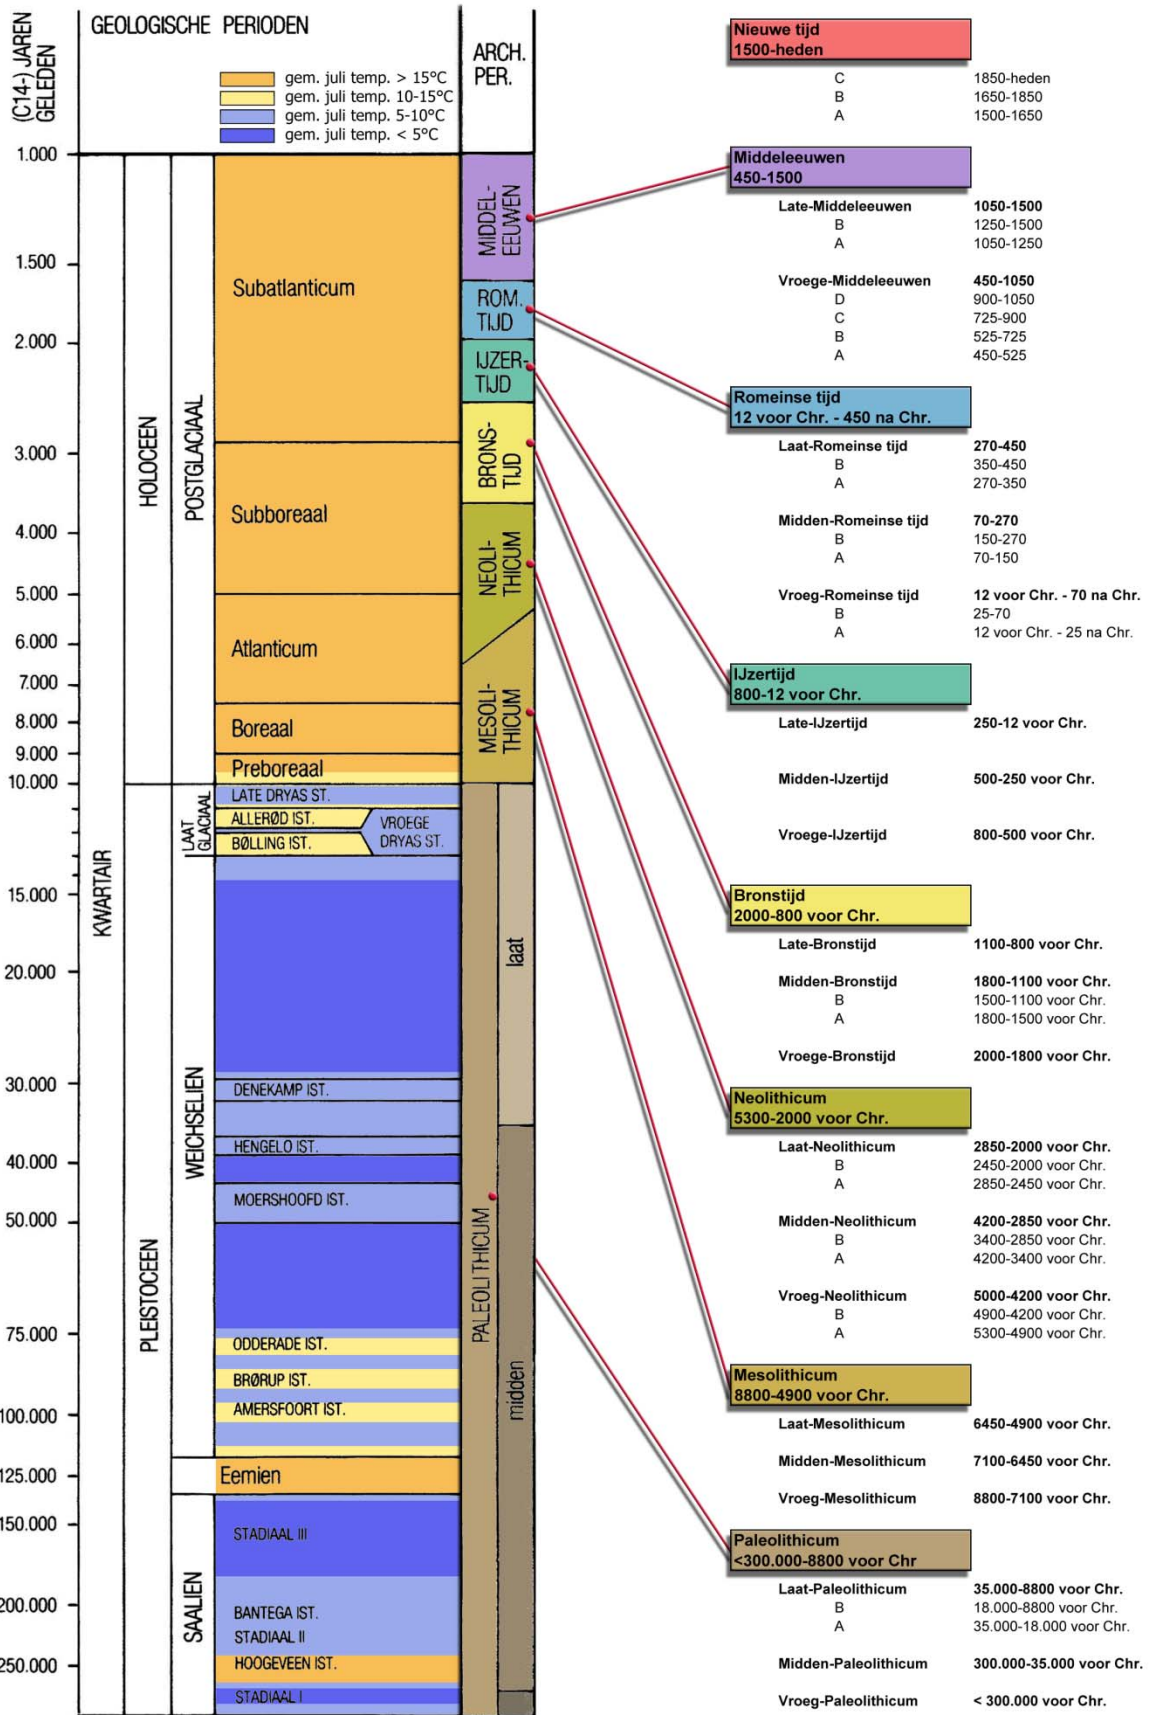 (C14-) JAREN
GELEDEN
GEOLOGISCHE PERIODEN
gem. juli temp. > 15°C
gem. juli temp. 10-15°C
gem. juli temp. 5-10°C
gem. juli temp. < 5°C
ARCH.
PER.
1.000
1.500
2.000
3.000
4.000
5.000
6.000
7.000
8.000
9.000
10.000
15.000
20.000
30.000
40.000
50.000
75.000
100.000
125.000
150.000
200.000
250.000
KWARTAIR
HOLOCEEN
PLEISTOCEEN
POSTGLACIAAL
LAAT
GLACIAAL
WEICHSELIEN
SAALIEN
Subatlanticum
Subboreaal
Atlanticum
Boreaal
Preboreaal
LATE DRYAS ST.
ALLERØD IST.
VROEGE
DRYAS ST.
BØLLING IST.
DENEKAMP IST.
HENGELO IST.
MOERSHOOFD IST.
ODDERADE IST.
BRØRUP IST.
AMERSFOORT IST.
Eemien
STADIAAL III
BANTEGA IST.
STADIAAL II
HOOGEVEEN IST.
STADIAAL I
MIDDEL-
EEUWEN
ROM.
TIJD
IJZER-
TIJD
BRONS-
TIJD
NEOLI-
THICUM
MESOLI-
THICUM
PALEOLITHICUM
laat
midden
Nieuwe tijd
1500-heden
C 1850-heden
B 1650-1850
A 1500-1650
Middeleeuwen
450-1500
Late-Middeleeuwen 1050-1500
B 1250-1500
A 1050-1250
Vroege-Middeleeuwen 450-1050
D 900-1050
C 725-900
B 525-725
A 450-525
Romeinse tijd
12 voor Chr. - 450 na Chr.
Laat-Romeinse tijd 270-450
B 350-450
A 270-350
Midden-Romeinse tijd 70-270
B 150-270
A 70-150
Vroeg-Romeinse tijd 12 voor Chr. - 70 na Chr.
B 25-70
A 12 voor Chr. - 25 na Chr.
IJzertijd
800-12 voor Chr.
Late-IJzertijd 250-12 voor Chr.
Midden-IJzertijd 500-250 voor Chr.
Vroege-IJzertijd 800-500 voor Chr.
Bronstijd
2000-800 voor Chr.
Late-Bronstijd 1100-800 voor Chr.
Midden-Bronstijd 1800-1100 voor Chr.
B 1500-1100 voor Chr.
A 1800-1500 voor Chr.
Vroege-Bronstijd 2000-1800 voor Chr.
Neolithicum
5300-2000 voor Chr.
Laat-Neolithicum 2850-2000 voor Chr.
B 2450-2000 voor Chr.
A 2850-2450 voor Chr.
Midden-Neolithicum 4200-2850 voor Chr.
B 3400-2850 voor Chr.
A 4200-3400 voor Chr.
Vroeg-Neolithicum 5000-4200 voor Chr.
B 4900-4200 voor Chr.
A 5300-4900 voor Chr.
Mesolithicum
8800-4900 voor Chr.
Laat-Mesolithicum 6450-4900 voor Chr.
Midden-Mesolithicum 7100-6450 voor Chr.
Vroeg-Mesolithicum 8800-7100 voor Chr.
Paleolithicum
<300.000-8800 voor Chr
Laat-Paleolithicum 35.000-8800 voor Chr.
B 18.000-8800 voor Chr.
A 35.000-18.000 voor Chr.
Midden-Paleolithicum 300.000-35.000 voor Chr.
Vroeg-Paleolithicum < 300.000 voor Chr.